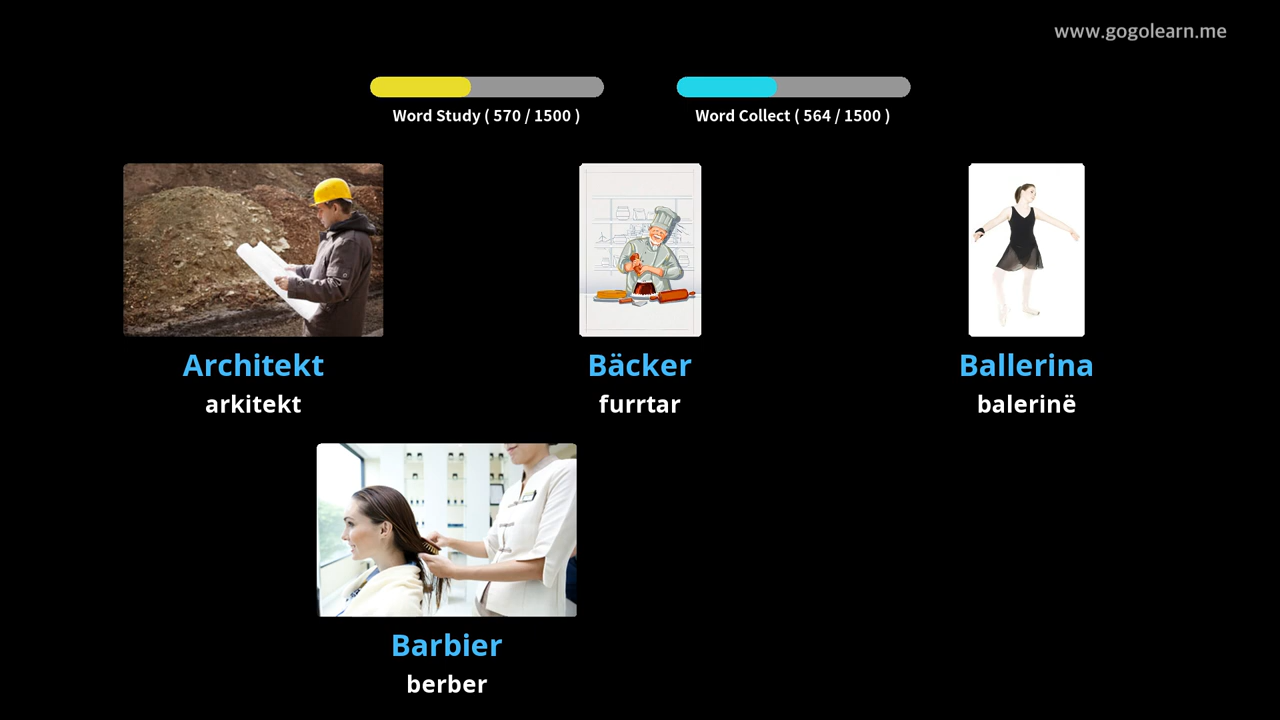 www.gogolearn.me
Word Study ( 570 / 1500 )
Word Collect ( 564 / 1500 )
Architekt
arkitekt
Bäcker
furrtar
Ballerina
balerinë
Barbier
berber